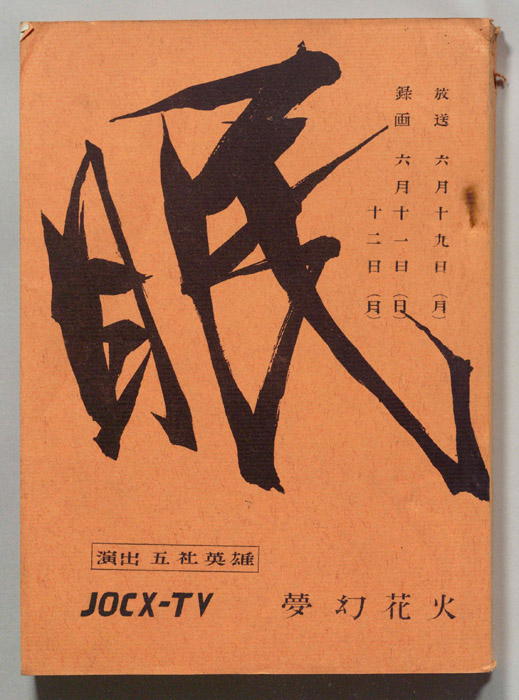 眠
放送 六月十九日（月）
録画 六月十一日（日）
十二日（月）
演出 五社英雄
JOCX-TV
夢幻花火